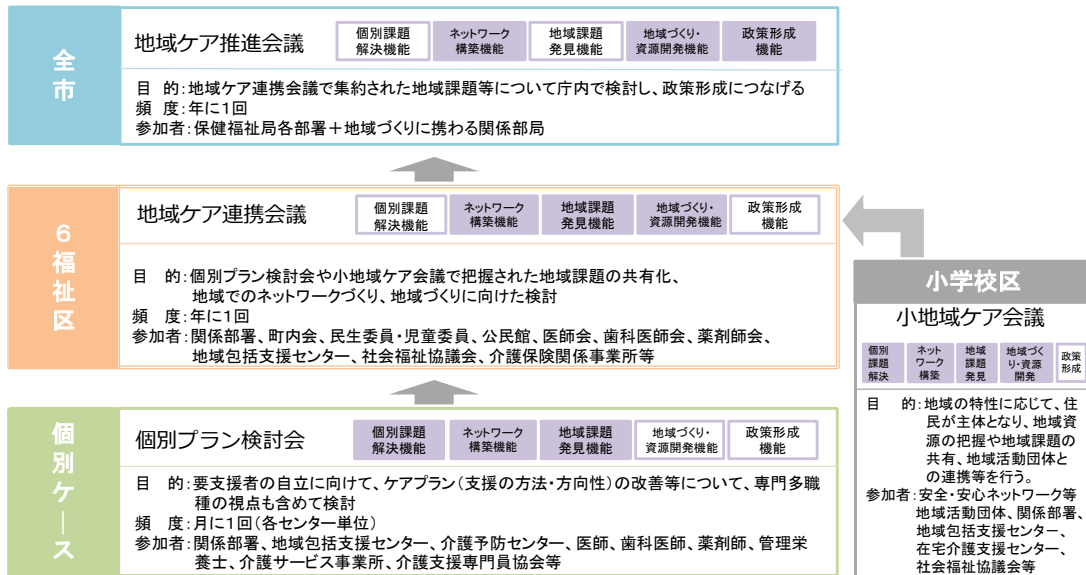 全市
地域ケア推進会議
個別課題
解決機能
ネットワーク
構築機能
地域課題
発見機能
地域づくり・
資源開発機能
政策形成
機能
目 的:地域ケア連携会議で集約された地域課題等について庁内で検討し、政策形成につなげる
頻 度:年に1回
参加者:保健福祉局各部署+地域づくりに携わる関係部局
6福祉区
地域ケア連携会議
個別課題
解決機能
ネットワーク
構築機能
地域課題
発見機能
地域づくり・
資源開発機能
政策形成
機能
目 的:個別プラン検討会や小地域ケア会議で把握された地域課題の共有化、
地域でのネットワークづくり、地域づくりに向けた検討
頻 度:年に1回
参加者:関係部署、町内会、民生委員・児童委員、公民館、医師会、歯科医師会、薬剤師会、
地域包括支援センター、社会福祉協議会、介護保険関係事業所等
個別ケース
個別プラン検討会
個別課題
解決機能
ネットワーク
構築機能
地域課題
発見機能
地域づくり・
資源開発機能
政策形成
機能
目 的:要支援者の自立に向けて、ケアプラン(支援の方法・方向性)の改善等について、専門多職
種の視点も含めて検討
頻 度:月に1回(各センター単位)
参加者:関係部署、地域包括支援センター、介護予防センター、医師、歯科医師、薬剤師、管理栄
養士、介護サービス事業所、介護支援専門員協会等
小学校区
小地域ケア会議
個別
課題
解決
ネット
ワーク
構築
地域
課題
発見
地域づく
り・資源
開発
政策
形成
目 的:地域の特性に応じて、住
民が主体となり、地域資
源の把握や地域課題の
共有、地域活動団体と
の連携等を行う。
参加者:安全・安心ネットワーク等
地域活動団体、関係部署、
地域包括支援センター、
在宅介護支援センター、
社会福祉協議会等